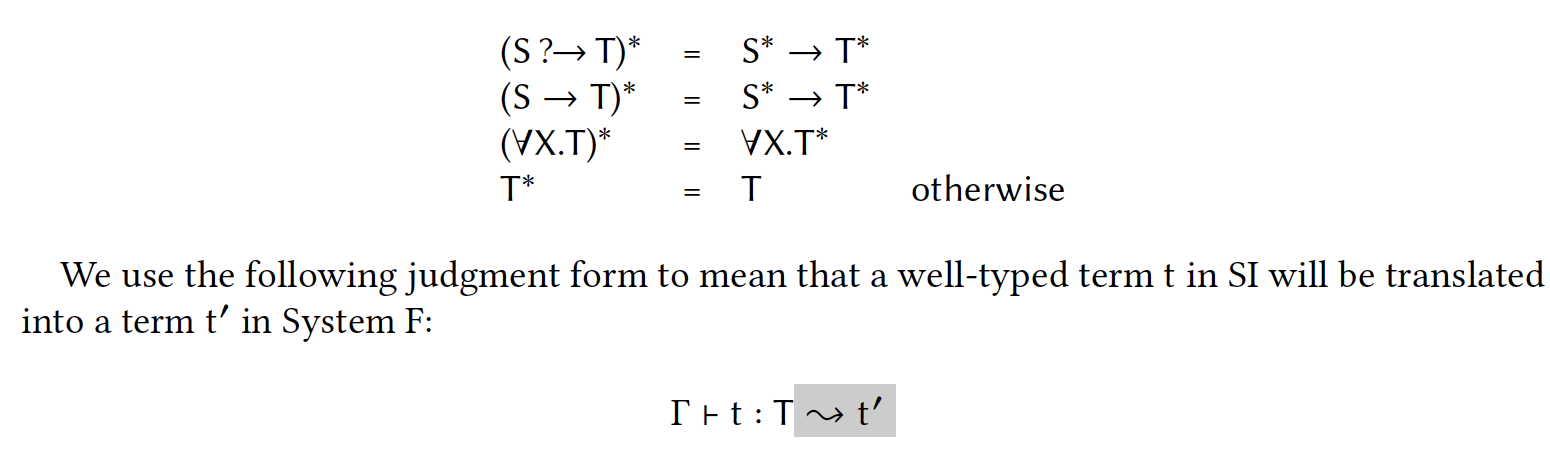 (S ?→ T)* = S* → T*
(S → T)* = S* → T*
(∀X.T)* = ∀X.T*
T* = T otherwise
We use the following judgment form to mean that a well-typed term t in SI will be translated
into a term t′ in System F:
Γ ⊢ t : T ⇝ t′